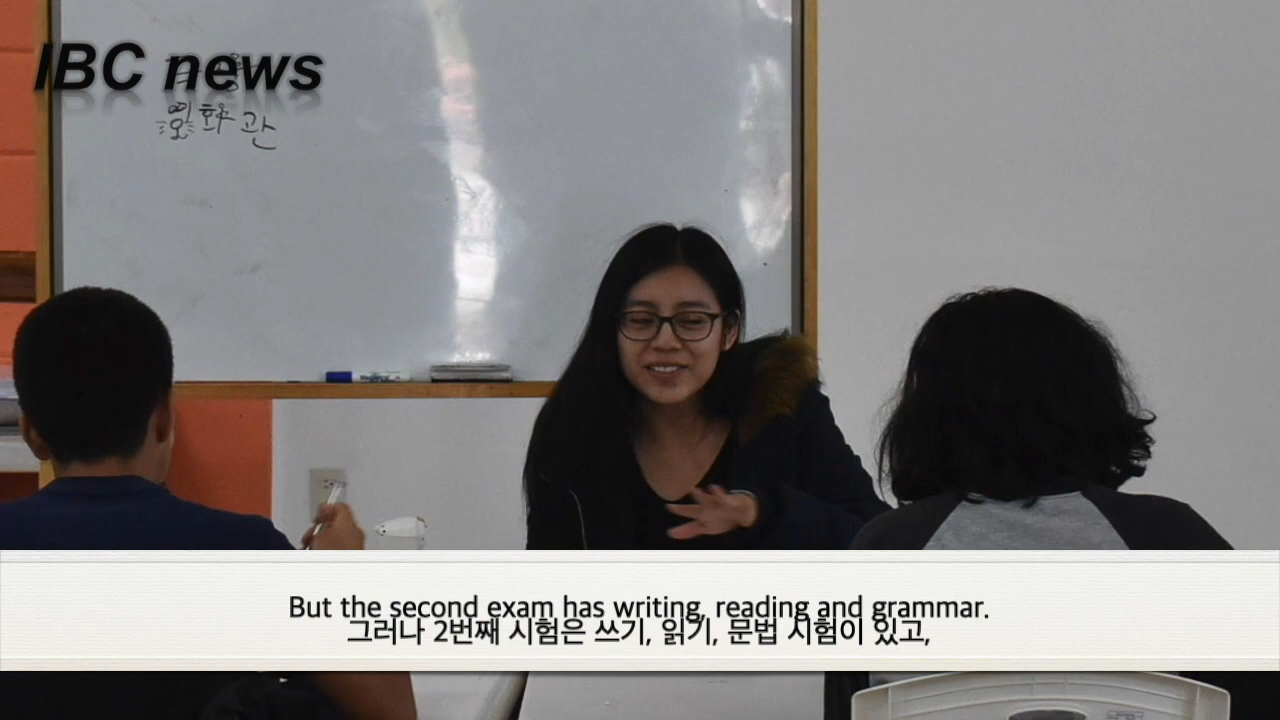 IBC news
영화관
But the second exam has writing, reading and grammar.
그러나 2번째 시험은 쓰기, 읽기, 문법 시험이 있고,